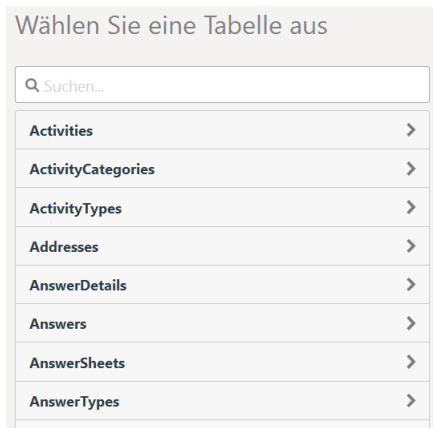 Wählen Sie eine Tabelle aus
Suchen...
Activities
ActivityCategories
ActivityTypes
Addresses
AnswerDetails
Answers
AnswerSheets
AnswerTypes